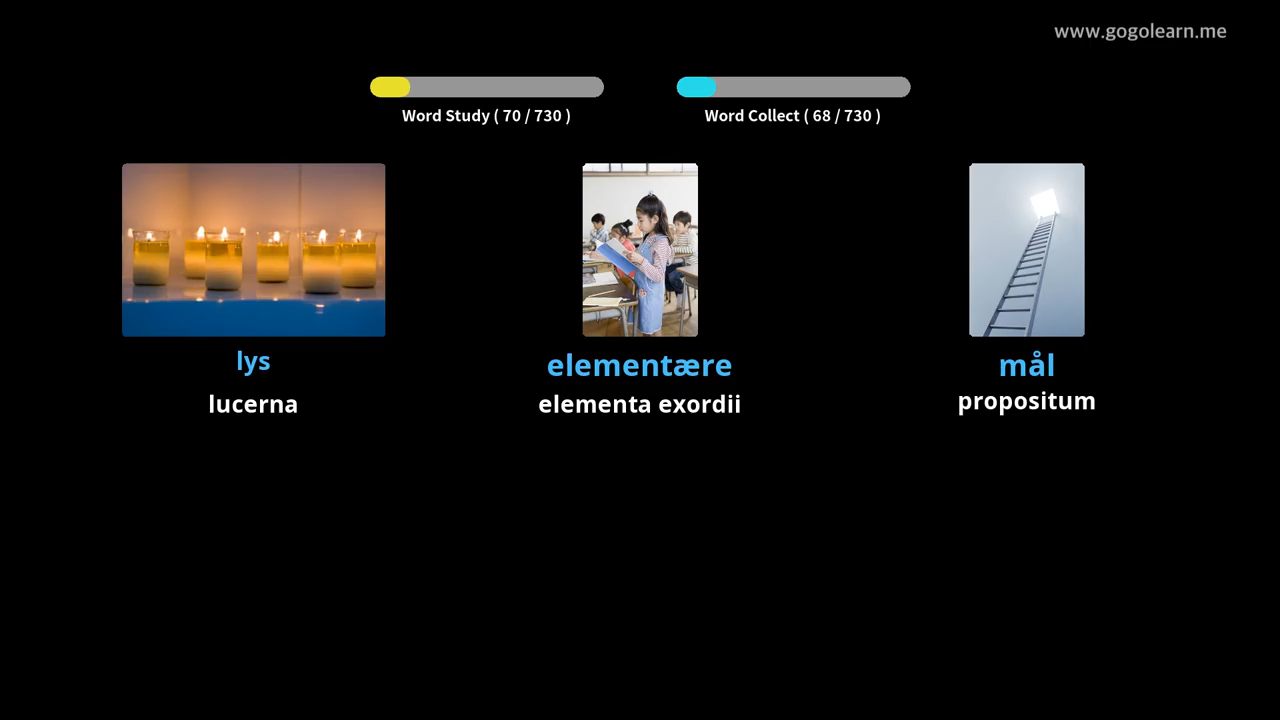 www.gogolearn.me
Word Study ( 70 / 730 )
Word Collect ( 68 / 730 )
lys
elementære
mål
lucerna
elementa exordii
propositum